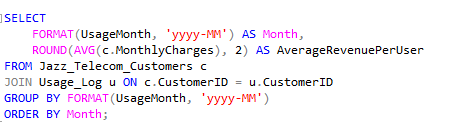 SELECT
FORMAT(UsageMonth, 'yyyy-MM') AS Month,
ROUND(AVG(c.MonthlyCharges), 2) AS AverageRevenuePerUser
FROM Jazz_Telecom_Customers c
JOIN Usage_Log u ON c.CustomerID = u.CustomerID
GROUP BY FORMAT(UsageMonth, 'yyyy-MM')
ORDER BY Month;